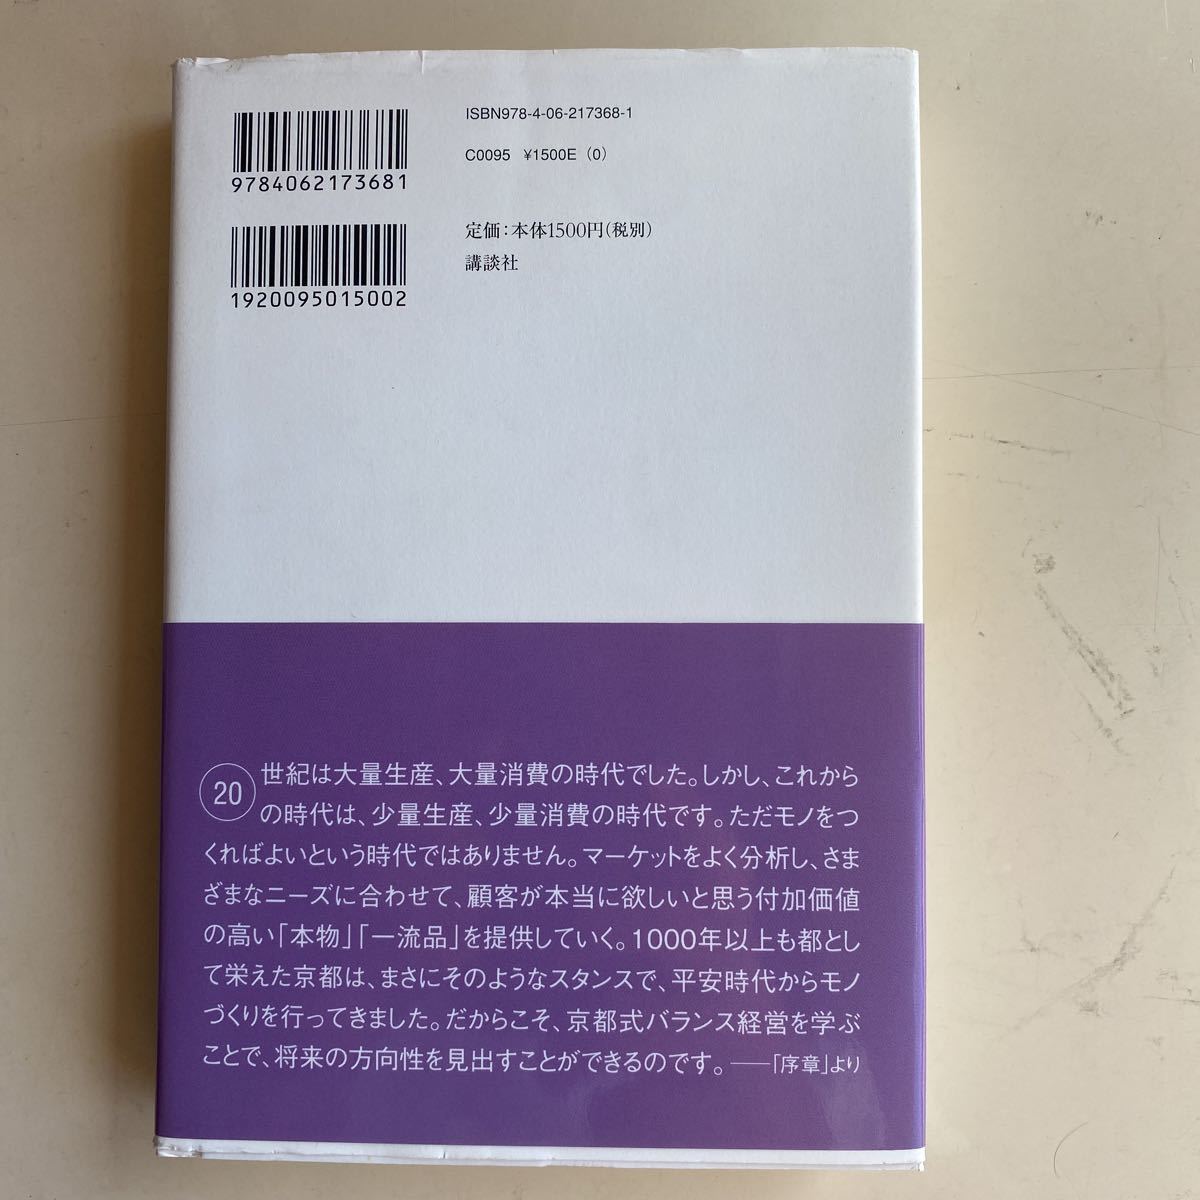 ISBN978-4-06-217368-1
C0095 ¥1500E (0)
9784062173681
定価：本体1500円（税別）
講談社
1920095015002
20世紀は大量生産、大量消費の時代でした。しかし、これから
の時代は、少量生産、少量消費の時代です。ただモノをつ
くればよいという時代ではありません。マーケットをよく分析し、さま
ざまなニーズに合わせて、顧客が本当に欲しいと思う付加価値
の高い「本物」「一流品」を提供していく。1000年以上も都とし
て栄えた京都は、まさにそのようなスタンスで、平安時代からモノ
づくりを行ってきました。だからこそ、京都式バランス経営を学ぶ
ことで、将来の方向性を見出すことができるのです。――「序章」より